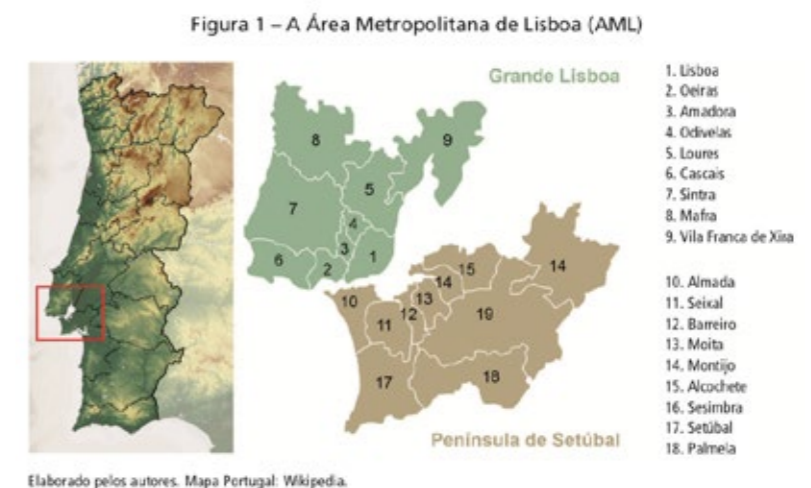 Figura 1 – A Área Metropolitana de Lisboa (AML)
Grande Lisboa
8
9
5
7
4
3
6
2
1
1. Lisboa
2. Oeiras
3. Amadora
4. Odivelas
5. Loures
6. Cascais
7. Sintra
8. Mafra
9. Vila Franca de Xira
14
15
14
10
13
12
11
19
17
18
10. Almada
11. Seixal
12. Barreiro
13. Moita
14. Montijo
15. Alcochete
16. Sesimbra
17. Setúbal
18. Palmela
Península de Setúbal
Elaborado pelos autores. Mapa Portugal: Wikipedia.